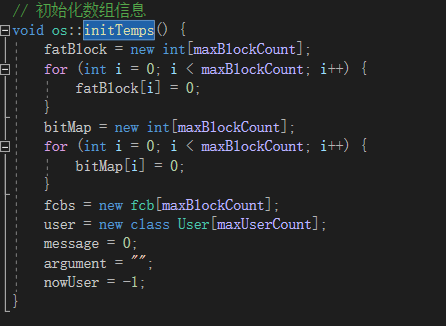 // 初始化数组信息
void os::initTemps() {
fatBlock = new int[maxBlockCount];
for (int i = 0; i < maxBlockCount; i++) {
fatBlock[i] = 0;
}
bitMap = new int[maxBlockCount];
for (int i = 0; i < maxBlockCount; i++) {
bitMap[i] = 0;
}
fcbs = new fcb[maxBlockCount];
user = new class User[maxUserCount];
message = 0;
argument = "";
nowUser = -1;
}